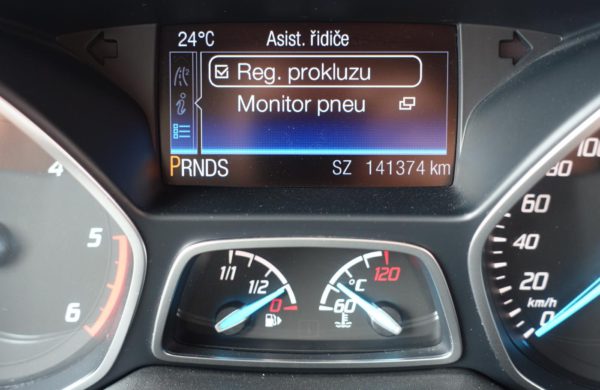 24°C Asist. řidiče
Reg. prokluzu
Monitor pneu
PRNDS SZ 141374 km
4
5
6
1/1
1/2
0
°C
120
60
100
80
60
40
20
km/h
0